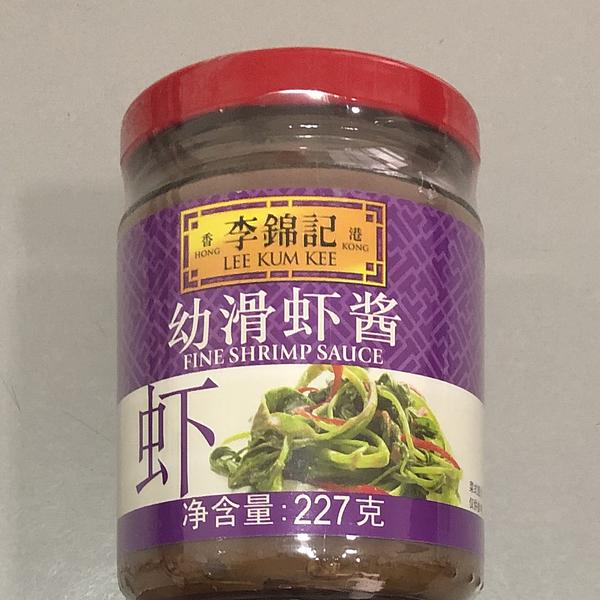 香 李錦記 港
HONG LEE KUM KEE KONG
幼滑虾酱
FINE SHRIMP SAUCE
虾
净含量:227克